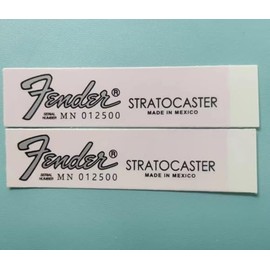 Fender®
STRATOCASTER
SERIAL NUMBER MN 012500
MADE IN MEXICO
Fender®
STRATOCASTER
SERIAL NUMBER MN 012500
MADE IN MEXICO